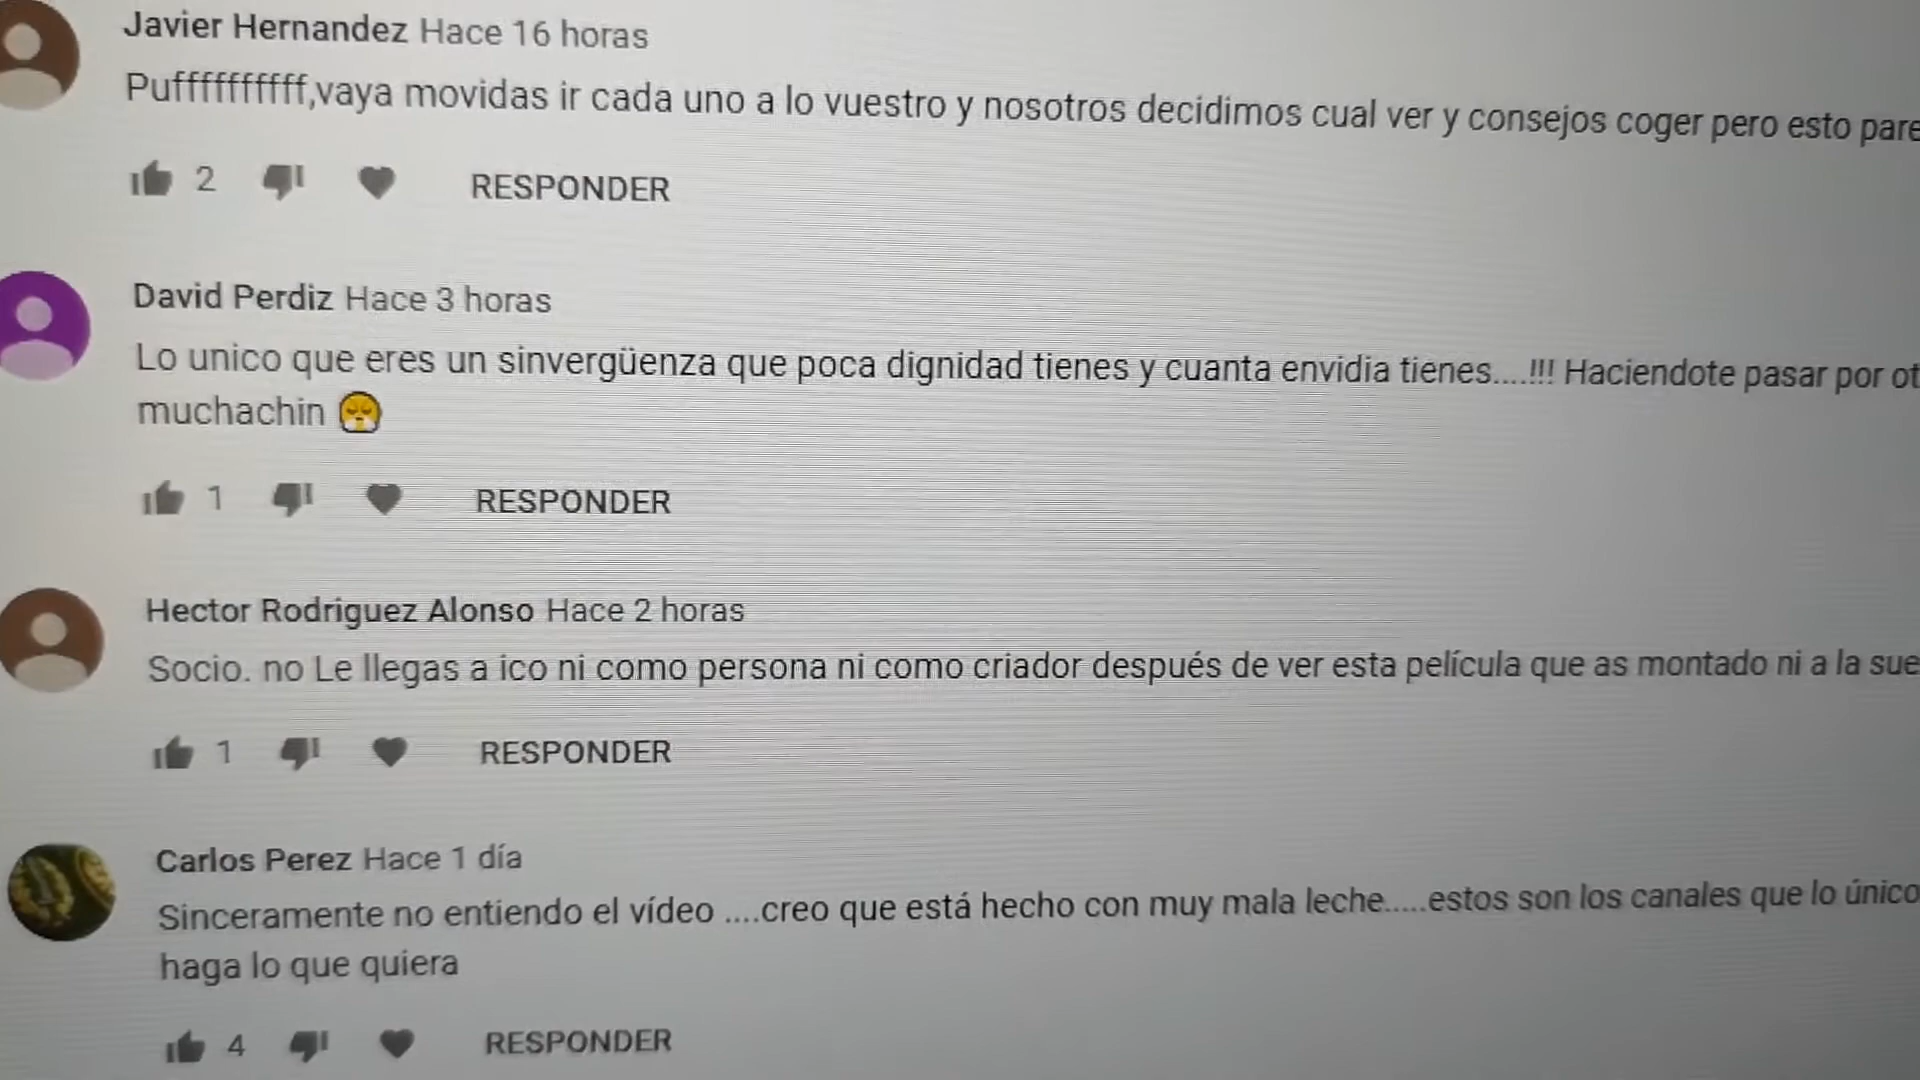 Javier Hernandez Hace 16 horas
Puffffffffff,vaya movidas ir cada uno a lo vuestro y nosotros decidimos cual ver y consejos coger pero esto pare
2 RESPONDER
David Perdiz Hace 3 horas
Lo unico que eres un sinvergüenza que poca dignidad tienes y cuanta envidia tienes....!!! Haciendote pasar por ot
muchachin 😤
1 RESPONDER
Hector Rodriguez Alonso Hace 2 horas
Socio. no Le llegas a ico ni como persona ni como criador después de ver esta película que as montado ni a la sue
1 RESPONDER
Carlos Perez Hace 1 día
Sinceramente no entiendo el vídeo ....creo que está hecho con muy mala leche.....estos son los canales que lo único
haga lo que quiera
4 RESPONDER